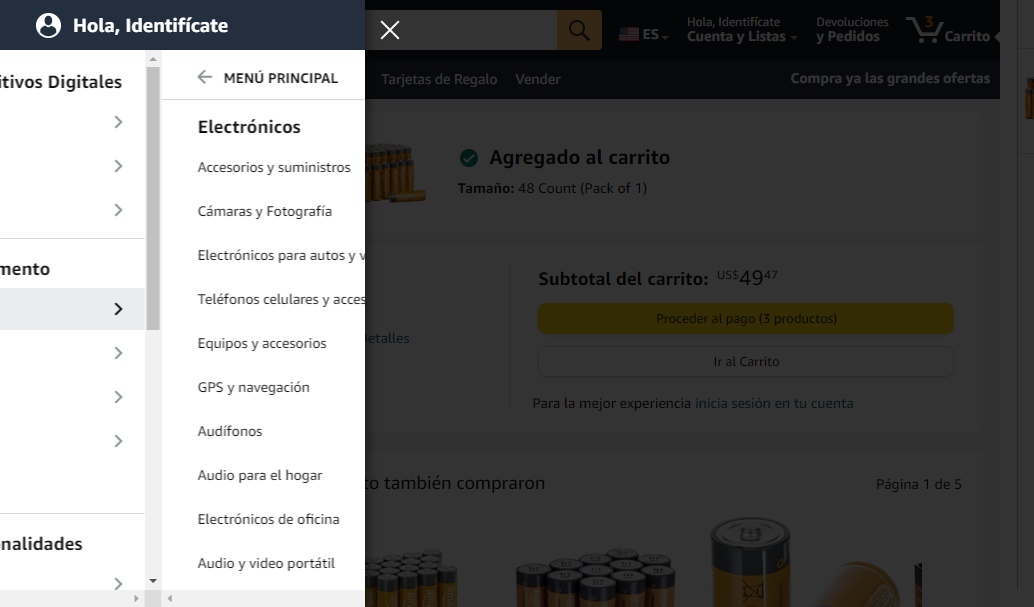 Hola, Identifícate
itivos Digitales
mento
nalidades
MENÚ PRINCIPAL
Electrónicos
Accesorios y suministros
Cámaras y Fotografía
Electrónicos para autos y v
Teléfonos celulares y acces
Equipos y accesorios
GPS y navegación
Audífonos
Audio para el hogar
Electrónicos de oficina
Audio y video portátil
ES
Hola, Identifícate
Cuenta y Listas
Devoluciones
y Pedidos
3
Carrito
Tarjetas de Regalo
Vender
Compra ya las grandes ofertas
Agregado al carrito
Tamaño: 48 Count (Pack of 1)
Subtotal del carrito: US$4947
Proceder al pago (3 productos)
etalles
Ir al Carrito
Para la mejor experiencia inicia sesión en tu cuenta
to también compraron
Página 1 de 5